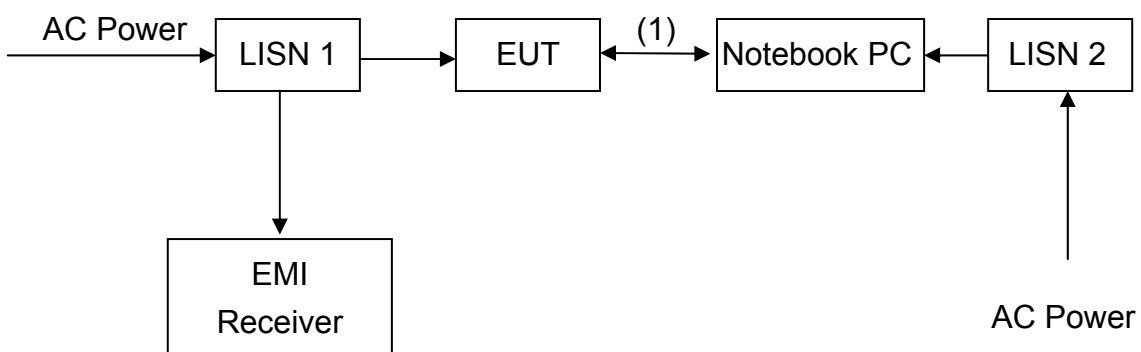 AC Power
LISN 1
EUT
(1)
Notebook PC
LISN 2
EMI
Receiver
AC Power